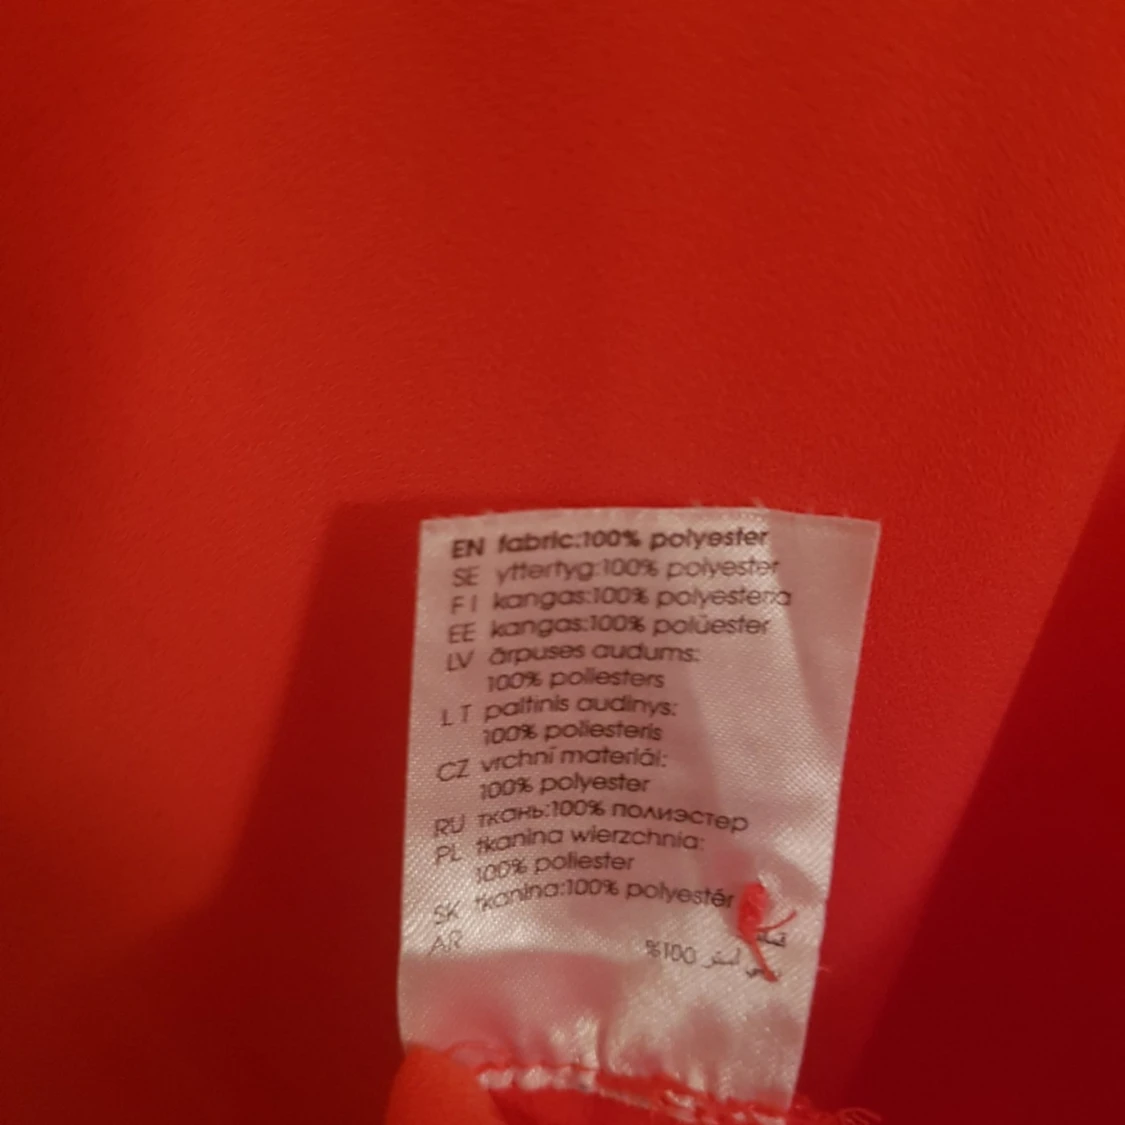 EN fabric:100% polyester
SE yttertyg:100% polyester
FI kangas:100% polyesteria
EE kangas:100% polüester
LV ārpuses audums:
100% poliesters
LT paltinis audinys:
100% poliesteris
CZ vrchní materiál:
100% polyester
RU ткань:100% полиэстер
PL tkanina wierzchnia:
100% poliester
SK tkanina:100% polyestér
AR
%100